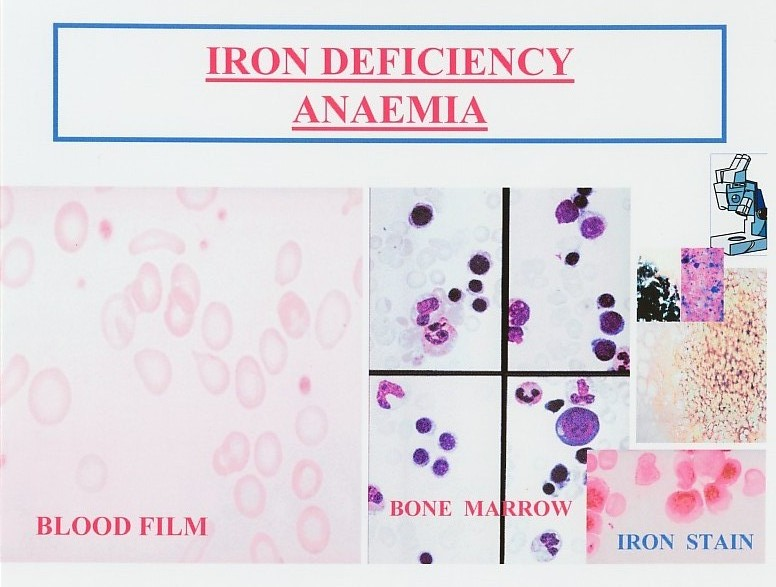 IRON DEFICIENCY
ANAEMIA
BLOOD FILM
BONE MARROW
IRON STAIN